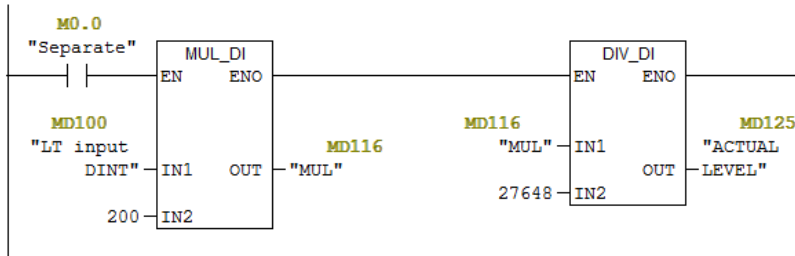 M0.0
"Separate"
MUL_DI
DIV_DI
EN ENO
EN ENO
MD100
"LT input
DINT"
IN1 OUT
MD116
"MUL"
200
IN2
MD116
"MUL"
IN1
OUT
MD125
"ACTUAL
LEVEL"
27648
IN2